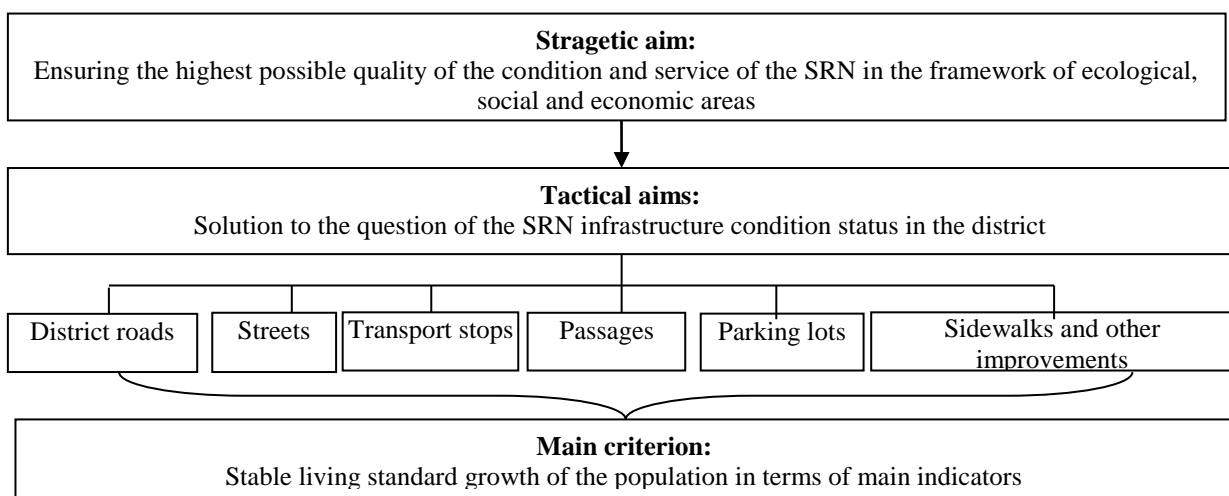 Stragetic aim:
Ensuring the highest possible quality of the condition and service of the SRN in the framework of ecological,
social and economic areas
Tactical aims:
Solution to the question of the SRN infrastructure condition status in the district
District roads
Streets
Transport stops
Passages
Parking lots
Sidewalks and other
improvements
Main criterion:
Stable living standard growth of the population in terms of main indicators